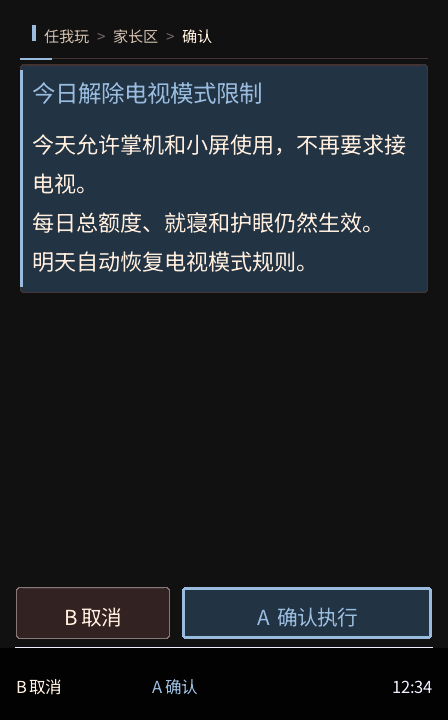 任我玩 > 家长区 > 确认
今日解除电视模式限制
今天允许掌机和小屏使用，不再要求接
电视。
每日总额度、就寝和护眼仍然生效。
明天自动恢复电视模式规则。
B 取消
A 确认执行
B 取消
A 确认
12:34